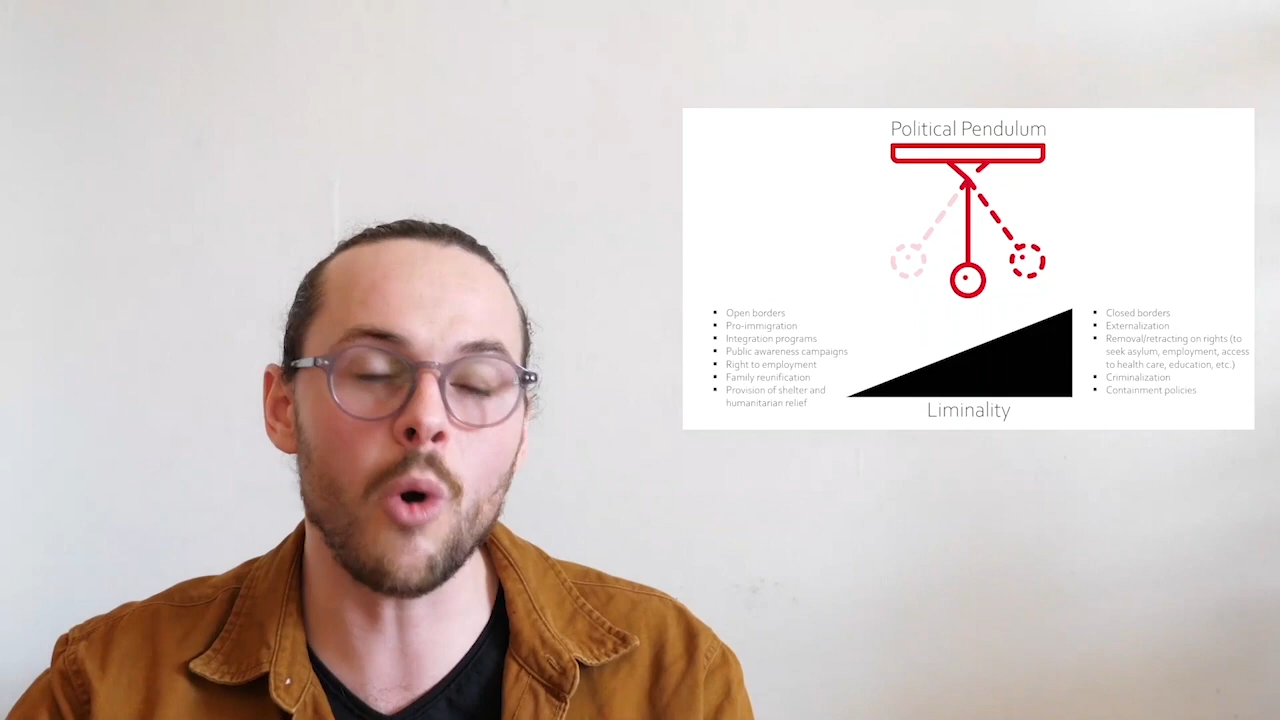 Political Pendulum
Open borders
Pro-immigration
Integration programs
Public awareness campaigns
Right to employment
Family reunification
Provision of shelter and
humanitarian relief
Closed borders
Externalization
Removal/retracting on rights (to
seek asylum, employment, access
to health care, education, etc.)
Criminalization
Containment policies
Liminality